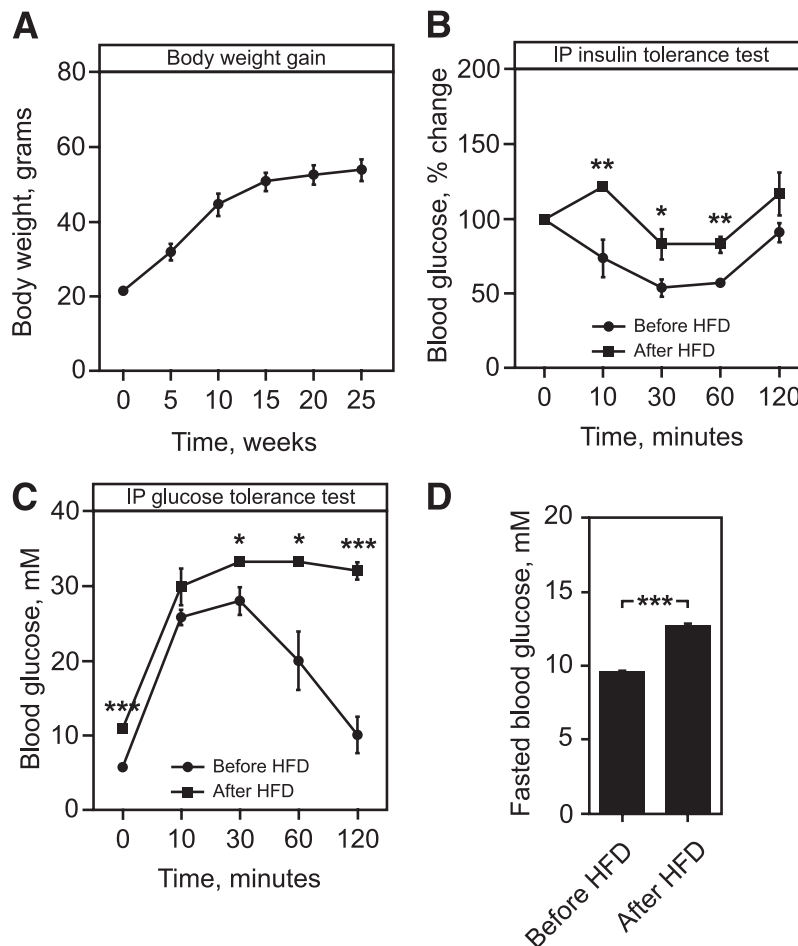 A
Body weight gain
Body weight, grams
80
60
40
20
0
0 5 10 15 20 25
Time, weeks
B
IP insulin tolerance test
Blood glucose, % change
200
150
100
50
0
** * **
Before HFD
After HFD
0 10 30 60 120
Time, minutes
C
IP glucose tolerance test
Blood glucose, mM
40
30
20
10
0
*** * * ***
Before HFD
After HFD
0 10 30 60 120
Time, minutes
D
Fasted blood glucose, mM
20
15
10
5
0
***
Before HFD
After HFD